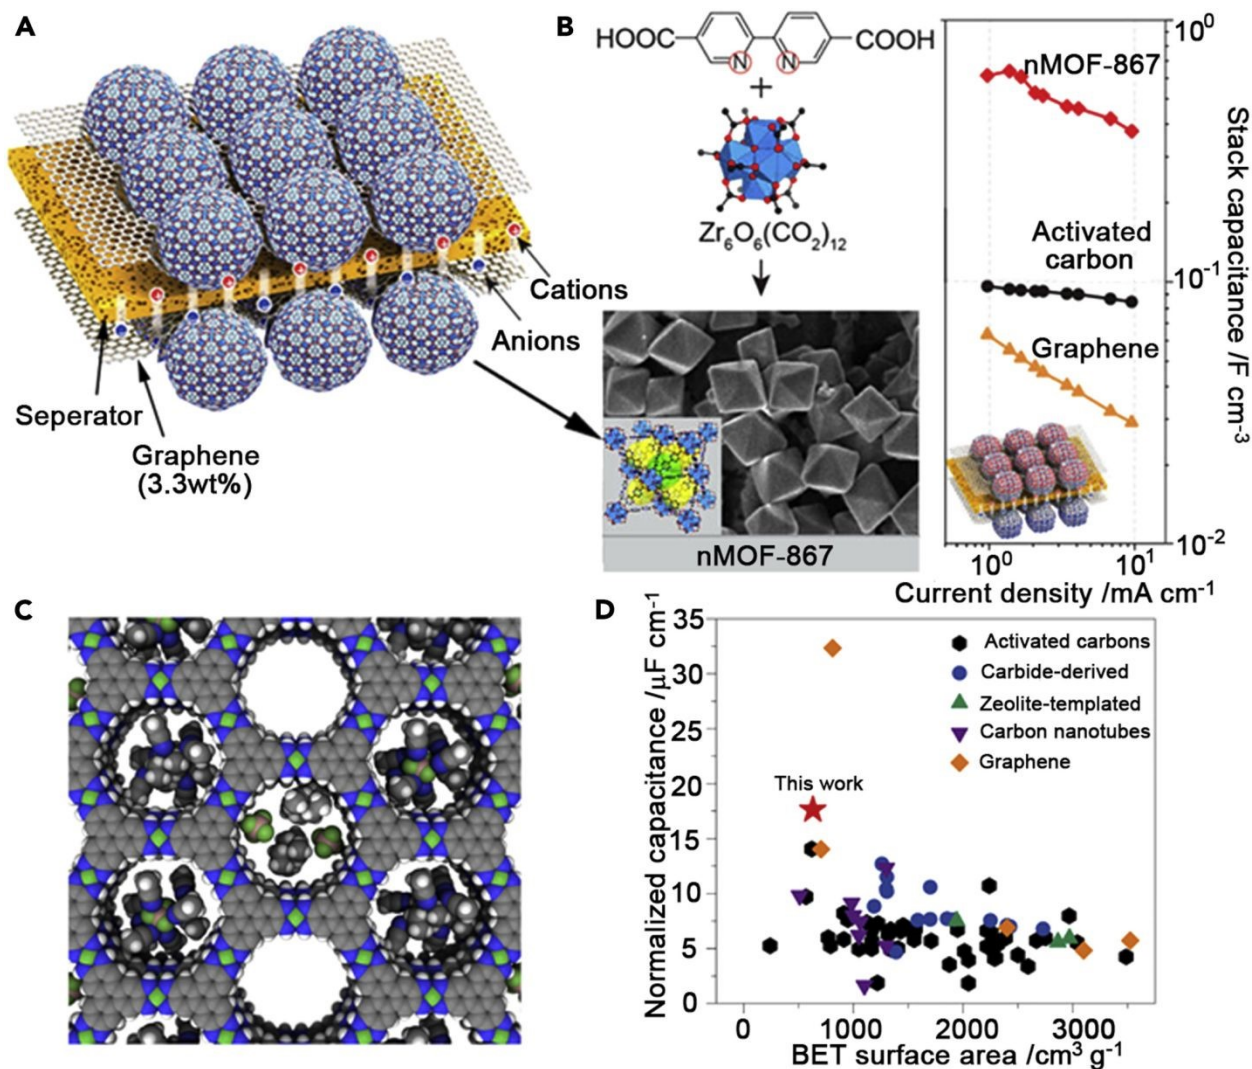 A
Cations
Anions
Seperator
Graphene
(3.3wt%)
B
HOOC
COOH
N
N
+
Zr6O6(CO2)12
nMOF-867
nMOF-867
Activated
carbon
Graphene
10^0
10^-1
10^-2
Stack capacitance /F cm^-3
10^0
10^1
Current density /mA cm^-1
C
D
35
30
25
20
15
10
5
0
Normalized capacitance /μF cm^-1
Activated carbons
Carbide-derived
Zeolite-templated
Carbon nanotubes
Graphene
This work
0
1000
2000
3000
BET surface area /cm^3 g^-1